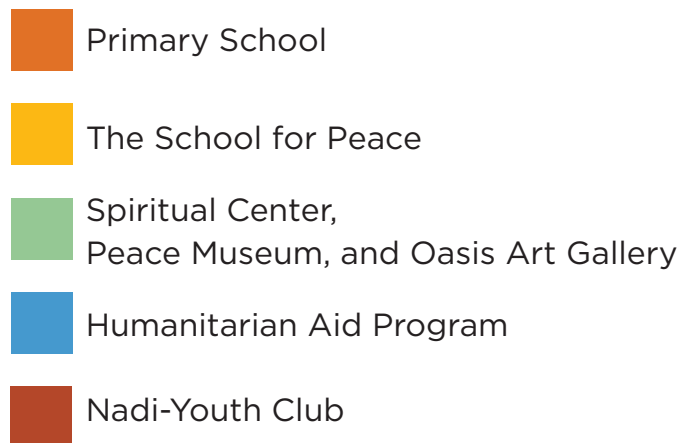 Primary School
The School for Peace
Spiritual Center,
Peace Museum, and Oasis Art Gallery
Humanitarian Aid Program
Nadi-Youth Club